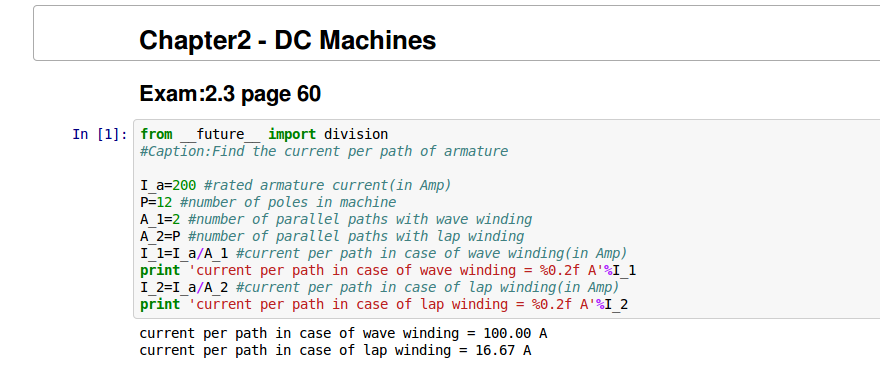 Chapter2 - DC Machines
Exam:2.3 page 60
In [1]: from __future__ import division
#Caption:Find the current per path of armature
I_a=200 #rated armature current(in Amp)
P=12 #number of poles in machine
A_1=2 #number of parallel paths with wave winding
A_2=P #number of parallel paths with lap winding
I_1=I_a/A_1 #current per path in case of wave winding(in Amp)
print 'current per path in case of wave winding = %0.2f A'%I_1
I_2=I_a/A_2 #current per path in case of lap winding(in Amp)
print 'current per path in case of lap winding = %0.2f A'%I_2
current per path in case of wave winding = 100.00 A
current per path in case of lap winding = 16.67 A